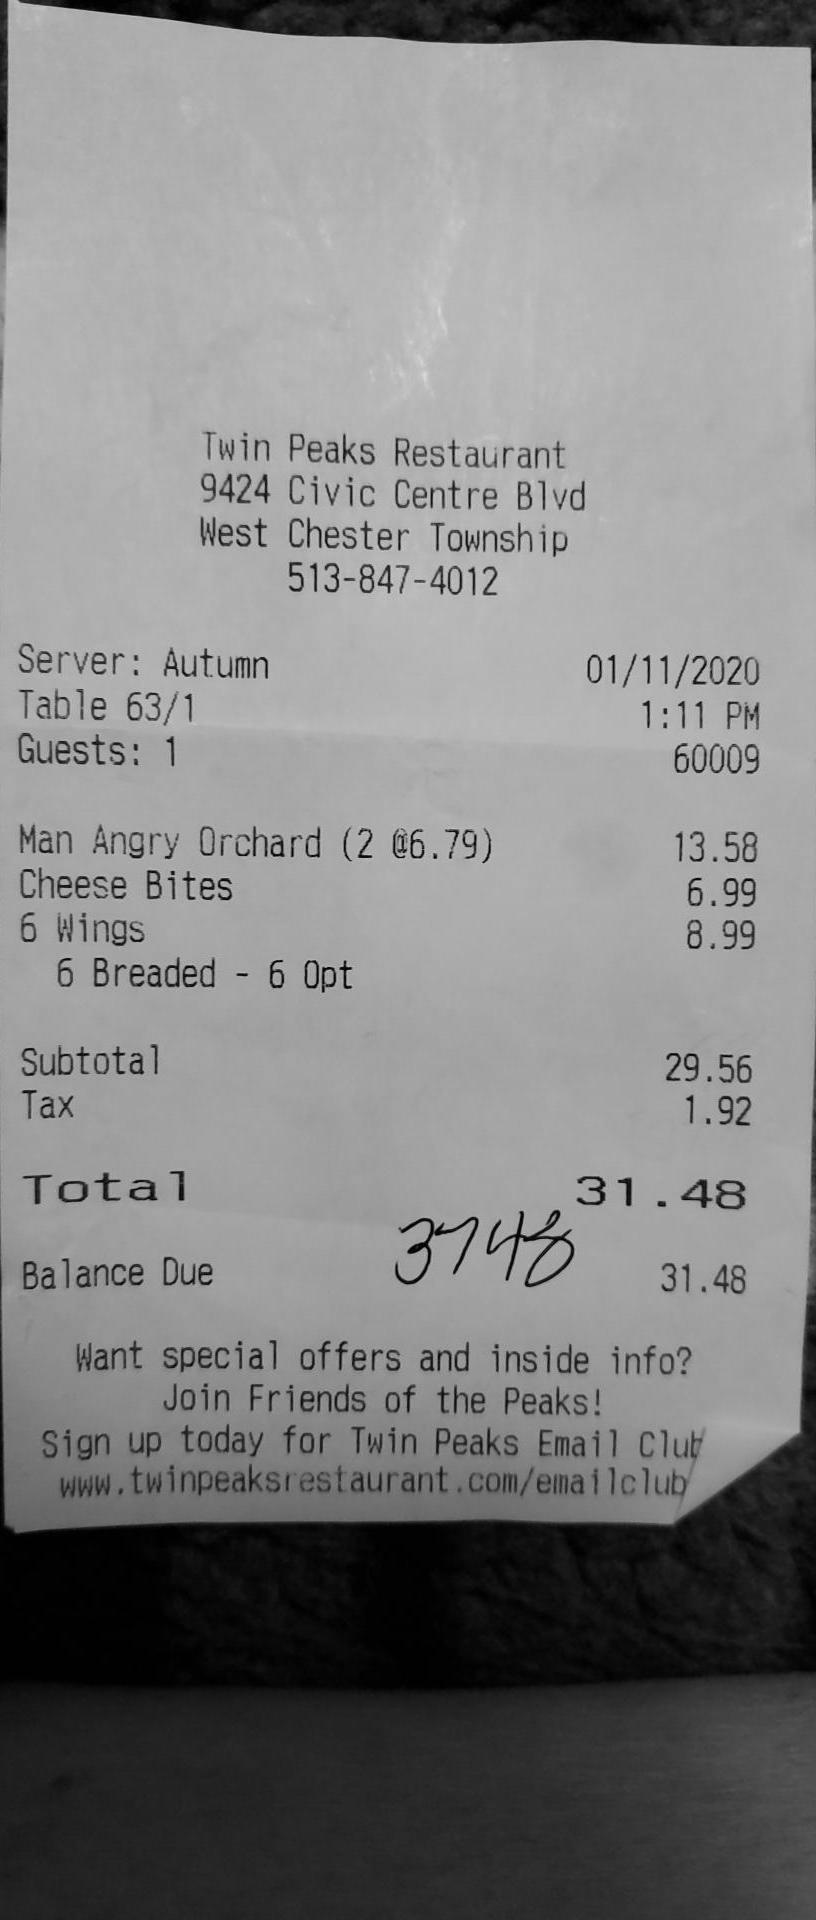 Twin Peaks Restaurant
9424 Civic Centre Blvd
West Chester Township
513-847-4012
Server: Autumn 01/11/2020
Table 63/1 1:11 PM
Guests: 1 60009
Man Angry Orchard (2 @6.79) 13.58
Cheese Bites 6.99
6 Wings 8.99
6 Breaded - 6 Opt
Subtotal 29.56
Tax 1.92
Total 31.48
3748
Balance Due 31.48
Want special offers and inside info?
Join Friends of the Peaks!
Sign up today for Twin Peaks Email Club
www.twinpeaksrestaurant.com/emailclub